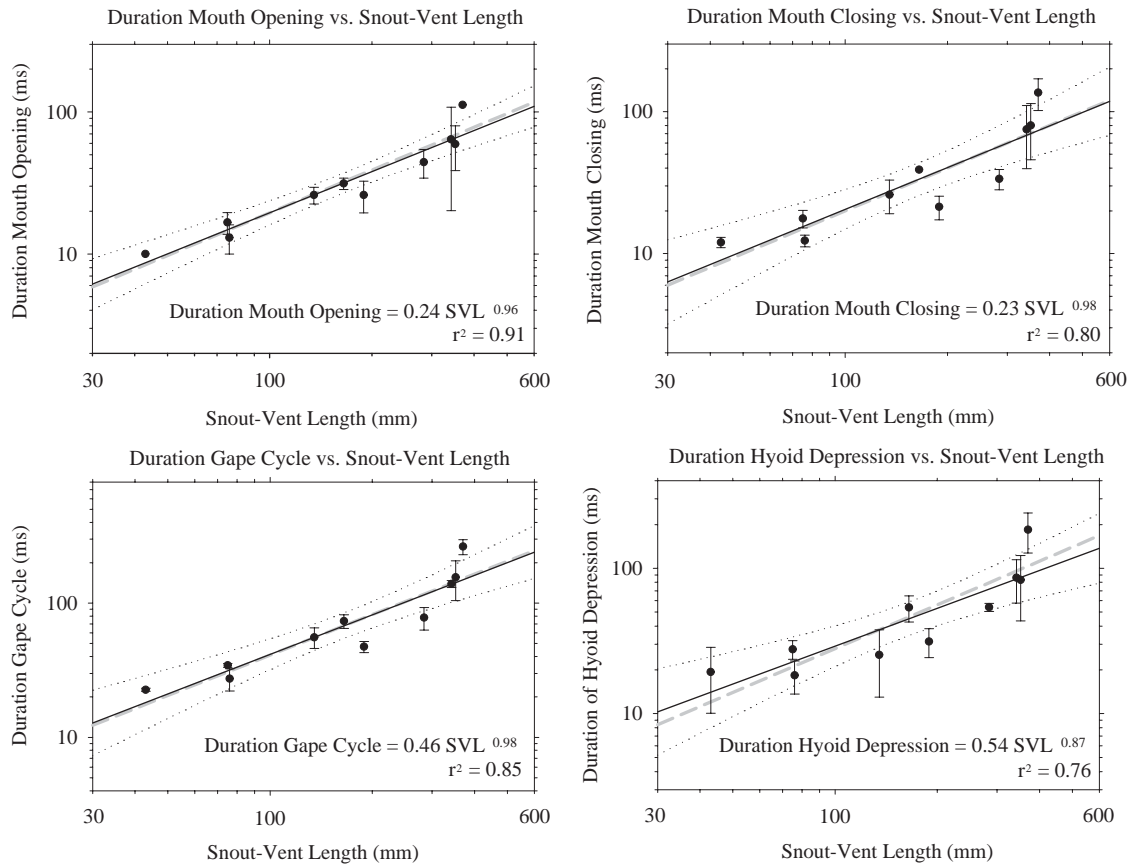 Duration Mouth Opening vs. Snout-Vent Length
Duration Mouth Opening (ms)
100
10
Duration Mouth Opening = 0.24 SVL 0.96
r2 = 0.91
30
100
600
Snout-Vent Length (mm)
Duration Mouth Closing vs. Snout-Vent Length
Duration Mouth Closing (ms)
100
10
Duration Mouth Closing = 0.23 SVL 0.98
r2 = 0.80
30
100
600
Snout-Vent Length (mm)
Duration Gape Cycle vs. Snout-Vent Length
Duration Gape Cycle (ms)
100
10
Duration Gape Cycle = 0.46 SVL 0.98
r2 = 0.85
30
100
600
Snout-Vent Length (mm)
Duration Hyoid Depression vs. Snout-Vent Length
Duration of Hyoid Depression (ms)
100
10
Duration Hyoid Depression = 0.54 SVL 0.87
r2 = 0.76
30
100
600
Snout-Vent Length (mm)